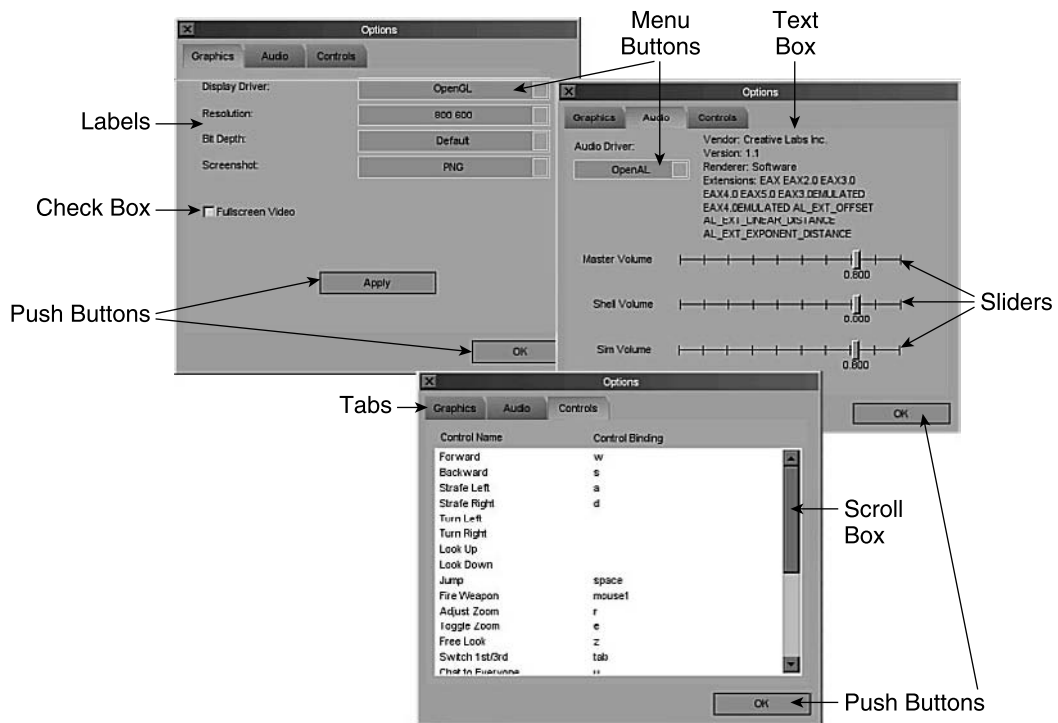 Menu
Buttons
Text
Box
Options
Graphics Audio Controls
Display Driver: OpenGL
Resolution: 800 600
Bit Depth: Default
Screenshot: PNG
Fullscreen Video
Apply
OK
Labels
Check Box
Push Buttons
Options
Graphics Audio Controls
Audio Driver:
OpenAL
Vendor: Creative Labs Inc.
Version: 1.1
Renderer: Software
Extensions: EAX EAX2.0 EAX3.0
EAX4.0 EAX5.0 EAX3.0EMULATED
EAX4.0EMULATED AL_EXT_OFFSET
AL_EXT_LINEAR_DISTANCE
AL_EXT_EXPONENT_DISTANCE
Master Volume
0.800
Shell Volume
0.000
Sim Volume
0.800
OK
Sliders
Tabs
Options
Graphics Audio Controls
Control Name Control Binding
Forward w
Backward s
Strafe Left a
Strafe Right d
Turn Left
Turn Right
Look Up
Look Down
Jump space
Fire Weapon mouse1
Adjust Zoom r
Toggle Zoom e
Free Look z
Switch 1st/3rd tab
Chat to Everyone u
OK
Scroll
Box
Push Buttons